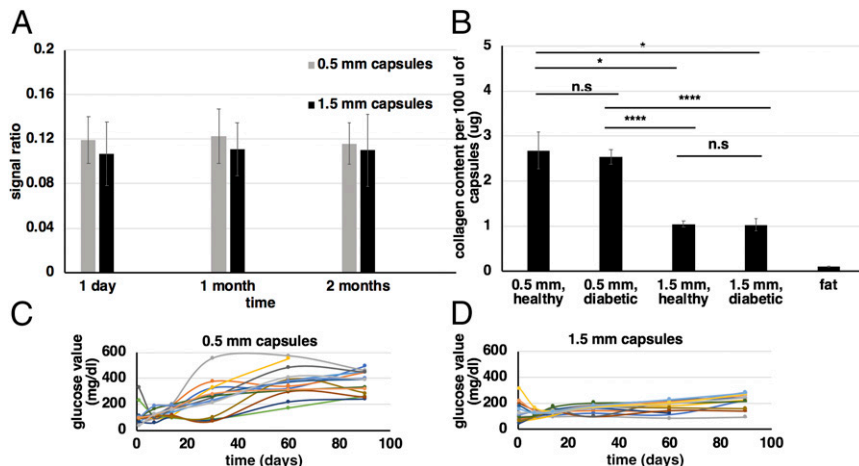 A
0.2
0.16
0.12
0.08
0.04
0
signal ratio
0.5 mm capsules
1.5 mm capsules
1 day
1 month
2 months
time
B
5
4
3
2
1
0
collagen content per 100 ul of
capsules (ug)
*
*
n.s
****
****
n.s
0.5 mm,
healthy
0.5 mm,
diabetic
1.5 mm,
healthy
1.5 mm,
diabetic
fat
C
0.5 mm capsules
glucose value
(mg/dl)
600
400
200
0
0
20
40
60
80
100
time (days)
D
1.5 mm capsules
glucose value
(mg/dl)
600
400
200
0
0
20
40
60
80
100
time (days)